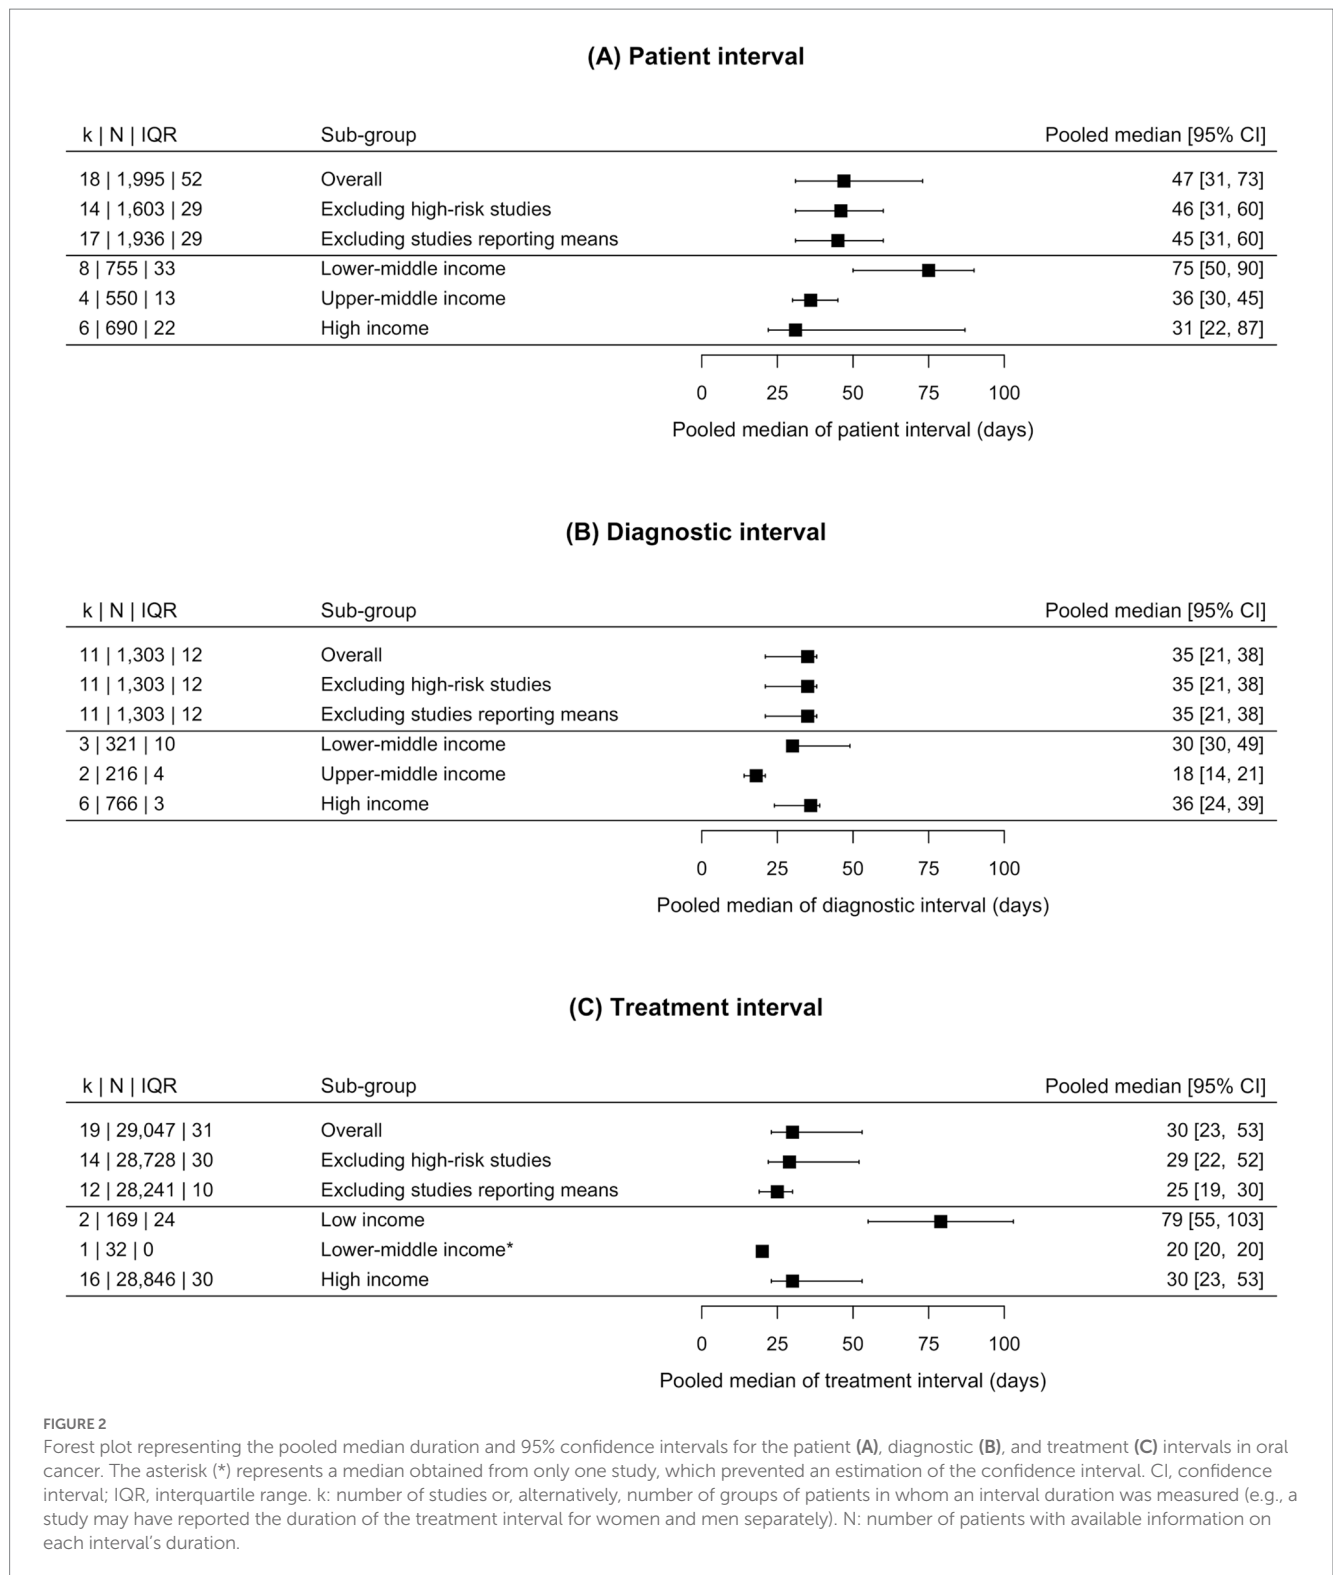 (A) Patient interval
k | N | IQR Sub-group Pooled median [95% CI]
18 | 1,995 | 52 Overall 47 [31, 73]
14 | 1,603 | 29 Excluding high-risk studies 46 [31, 60]
17 | 1,936 | 29 Excluding studies reporting means 45 [31, 60]
8 | 755 | 33 Lower-middle income 75 [50, 90]
4 | 550 | 13 Upper-middle income 36 [30, 45]
6 | 690 | 22 High income 31 [22, 87]
0 25 50 75 100
Pooled median of patient interval (days)
(B) Diagnostic interval
k | N | IQR Sub-group Pooled median [95% CI]
11 | 1,303 | 12 Overall 35 [21, 38]
11 | 1,303 | 12 Excluding high-risk studies 35 [21, 38]
11 | 1,303 | 12 Excluding studies reporting means 35 [21, 38]
3 | 321 | 10 Lower-middle income 30 [30, 49]
2 | 216 | 4 Upper-middle income 18 [14, 21]
6 | 766 | 3 High income 36 [24, 39]
0 25 50 75 100
Pooled median of diagnostic interval (days)
(C) Treatment interval
k | N | IQR Sub-group Pooled median [95% CI]
19 | 29,047 | 31 Overall 30 [23, 53]
14 | 28,728 | 30 Excluding high-risk studies 29 [22, 52]
12 | 28,241 | 10 Excluding studies reporting means 25 [19, 30]
2 | 169 | 24 Low income 79 [55, 103]
1 | 32 | 0 Lower-middle income* 20 [20, 20]
16 | 28,846 | 30 High income 30 [23, 53]
0 25 50 75 100
Pooled median of treatment interval (days)
FIGURE 2
Forest plot representing the pooled median duration and 95% confidence intervals for the patient (A), diagnostic (B), and treatment (C) intervals in oral
cancer. The asterisk (*) represents a median obtained from only one study, which prevented an estimation of the confidence interval. CI, confidence
interval; IQR, interquartile range. k: number of studies or, alternatively, number of groups of patients in whom an interval duration was measured (e.g., a
study may have reported the duration of the treatment interval for women and men separately). N: number of patients with available information on
each interval's duration.